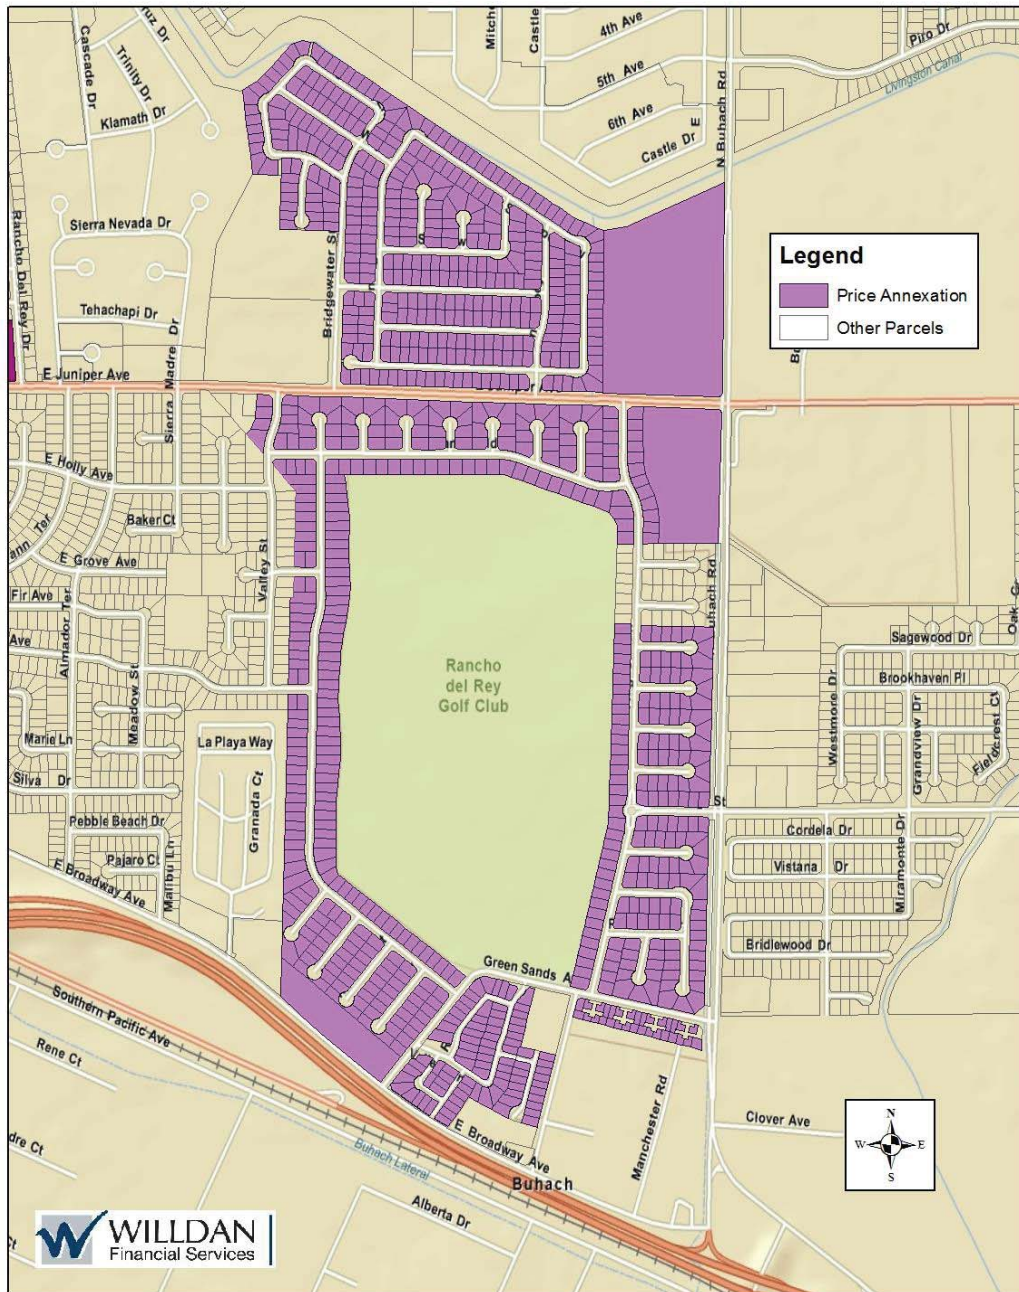 Cascade Dr
Trinity Dr
Klamath Dr
4th Ave
5th Ave
6th Ave
Castle Dr E
Piro Dr
Livingston Canal
N Buhach Rd
Sierra Nevada Dr
Rancho Del Rey Dr
Tehachapi Dr
Sierra Madre Dr
Bridgewater St
E Juniper Ave
Legend
Price Annexation
Other Parcels
E Holly Ave
Baker Ct
E Grove Ave
Fir Ave
Ave
Almador Ter
Valley St
Meadow St
Marie Ln
Silva Dr
La Playa Way
Granada Ct
Pebble Beach Dr
Pajaro Ct
Malibu Ln
E Broadway Ave
Rancho
del Rey
Golf Club
Sagewood Dr
Brookhaven Pl
Westmore Dr
Grandview Dr
Fieldcrest Ct
St
Cordela Dr
Vistana Dr
Miramonte Dr
Bridlewood Dr
Green Sands A
Southern Pacific Ave
Rene Ct
dre Ct
Ct
Buhach Lateral
E Broadway Ave
Buhach
Alberta Dr
Manchester Rd
Clover Ave
N
W E
S
WILLDAN
Financial Services